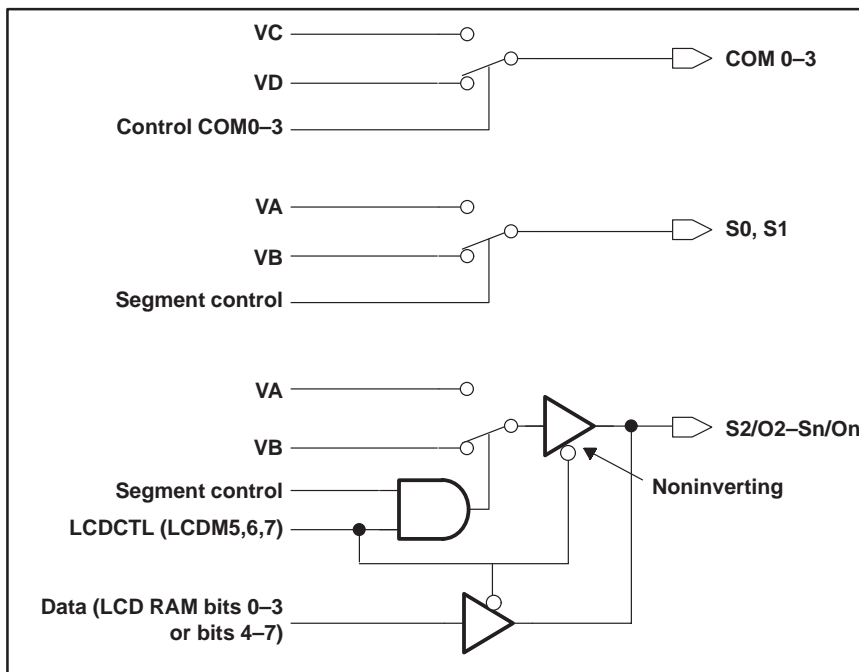 VC
COM 0–3
VD
Control COM0–3
VA
S0, S1
VB
Segment control
VA
S2/O2–Sn/On
VB
Noninverting
Segment control
LCDCTL (LCDM5,6,7)
Data (LCD RAM bits 0–3
or bits 4–7)